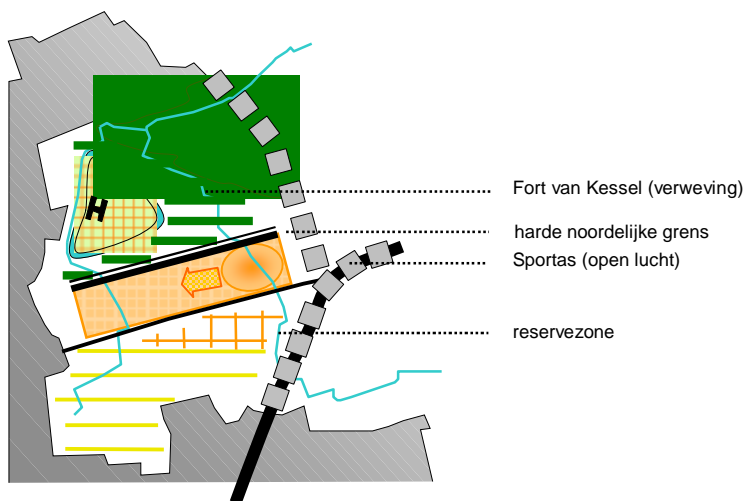 Fort van Kessel (verweving)
harde noordelijke grens
Sportas (open lucht)
reservezone
H